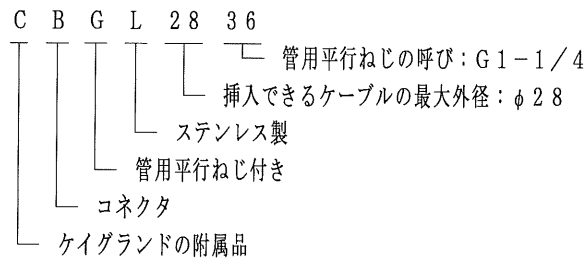 C B G L 28 36
管用平行ねじの呼び：G1-1/4
挿入できるケーブルの最大外径：φ28
ステンレス製
管用平行ねじ付き
コネクタ
ケイグランドの附属品